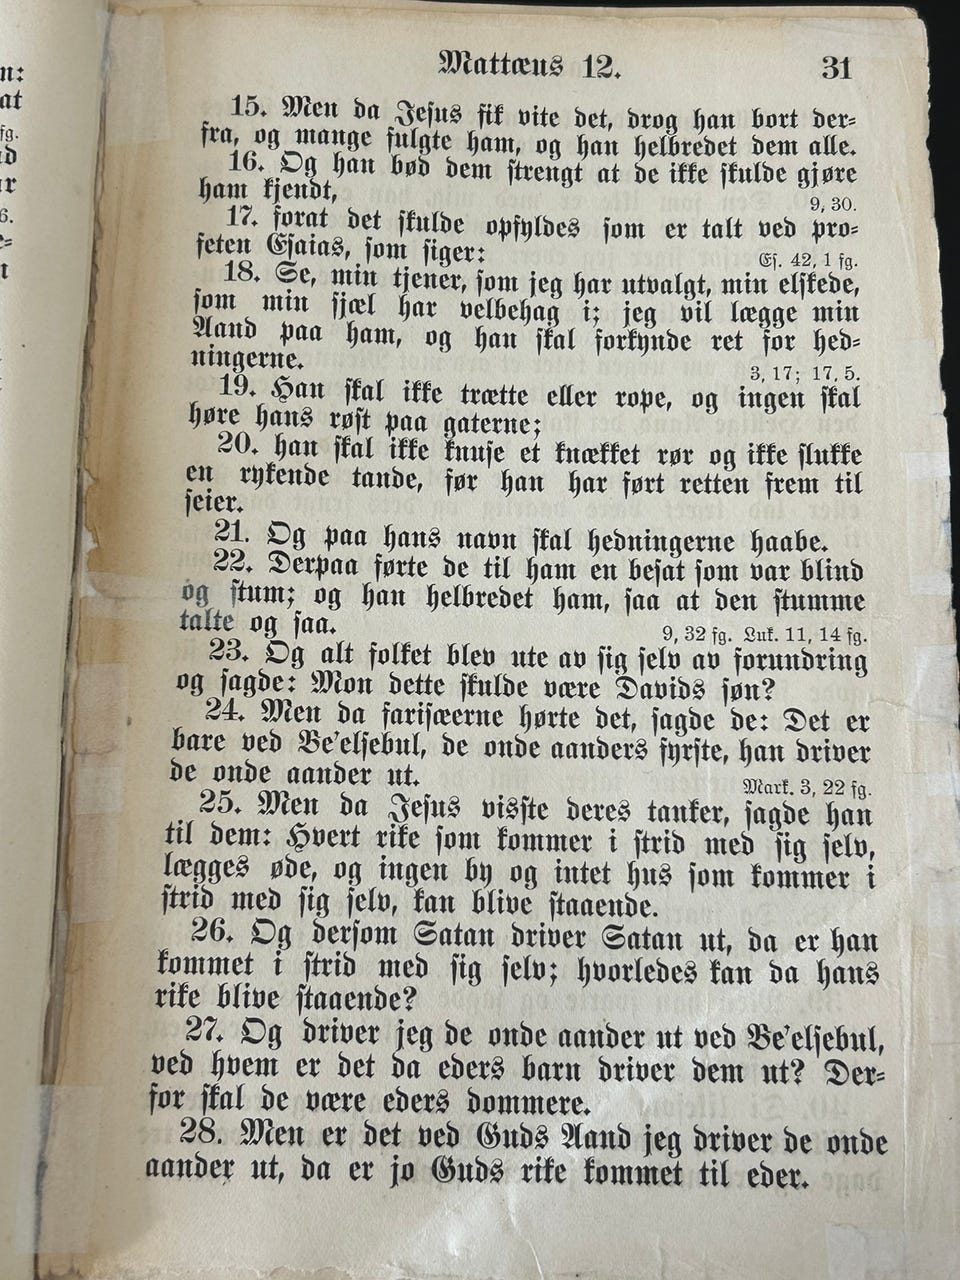 n:
at
fg.
d
r
6.
e=
Mattæus 12. 31
15. Men da Jesus fik vite det, drog han bort der=
fra, og mange fulgte ham, og han helbredet dem alle.
16. Og han bød dem strengt at de ikke skulde gjøre
ham kjendt, 9, 30.
17. forat det skulde opfyldes som er talt ved pro=
feten Esaias, som siger: Es. 42, 1 fg.
18. Se, min tjener, som jeg har utvalgt, min elskede,
som min sjæl har velbehag i; jeg vil lægge min
Aand paa ham, og han skal forkynde ret for hed=
ningerne. 3, 17; 17, 5.
19. Han skal ikke trætte eller rope, og ingen skal
høre hans røst paa gaterne;
20. han skal ikke knuse et knækket rør og ikke slukke
en rykende tande, før han har ført retten frem til
seier.
21. Og paa hans navn skal hedningerne haabe.
22. Derpaa førte de til ham en besat som var blind
og stum; og han helbredet ham, saa at den stumme
talte og saa. 9, 32 fg. Luk. 11, 14 fg.
23. Og alt folket blev ute av sig selv av forundring
og sagde: Mon dette skulde være Davids søn?
24. Men da fariséerne hørte det, sagde de: Det er
bare ved Be'elsebul, de onde aanders fyrste, han driver
de onde aander ut. Mark. 3, 22 fg.
25. Men da Jesus visste deres tanker, sagde han
til dem: Hvert rike som kommer i strid med sig selv,
lægges øde, og ingen by og intet hus som kommer i
strid med sig selv, kan blive staaende.
26. Og dersom Satan driver Satan ut, da er han
kommet i strid med sig selv; hvorledes kan da hans
rike blive staaende?
27. Og driver jeg de onde aander ut ved Be'elsebul,
ved hvem er det da eders barn driver dem ut? Der=
for skal de være eders dommere.
28. Men er det ved Guds Aand jeg driver de onde
aander ut, da er jo Guds rike kommet til eder.